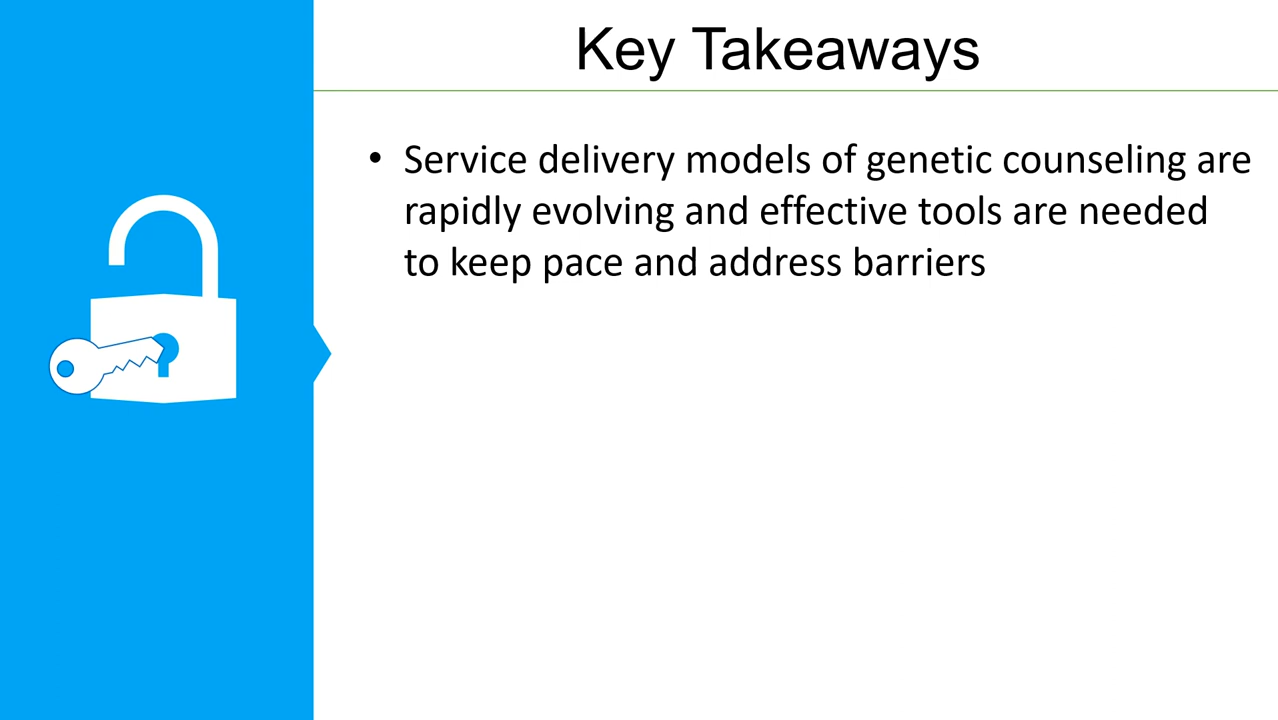 Key Takeaways
• Service delivery models of genetic counseling are
rapidly evolving and effective tools are needed
to keep pace and address barriers